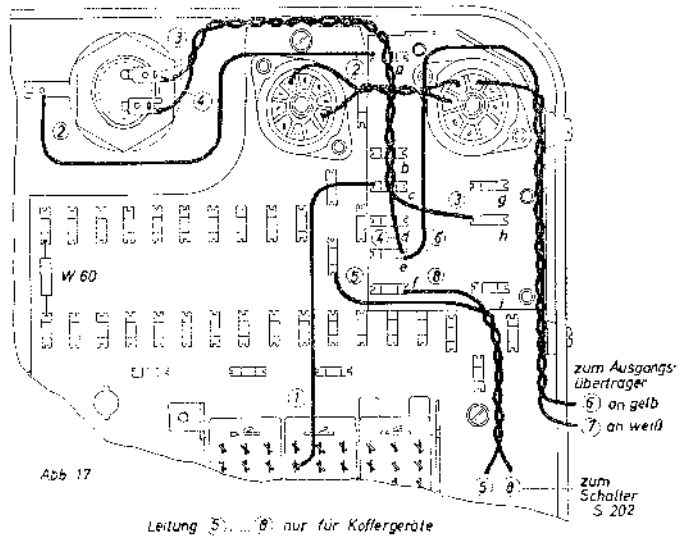 3
2
a
4
2
b
c
3
g
c
4
d
6
h
e
W 60
5
8
f
i
zum Ausgangs-
übertrager
6 an gelb
7 an weiß
1
Abb 17
5 8
zum
Schalter
S 202
Leitung 5 .... 8 nur für Koffergeräte